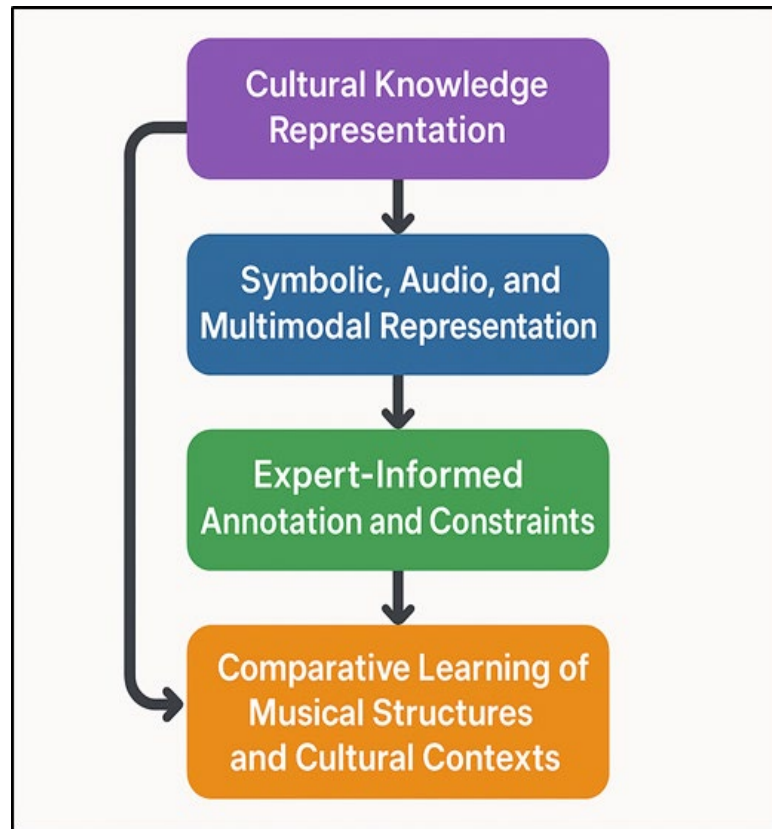 Cultural Knowledge
Representation
Symbolic, Audio, and
Multimodal Representation
Expert-Informed
Annotation and Constraints
Comparative Learning of
Musical Structures
and Cultural Contexts